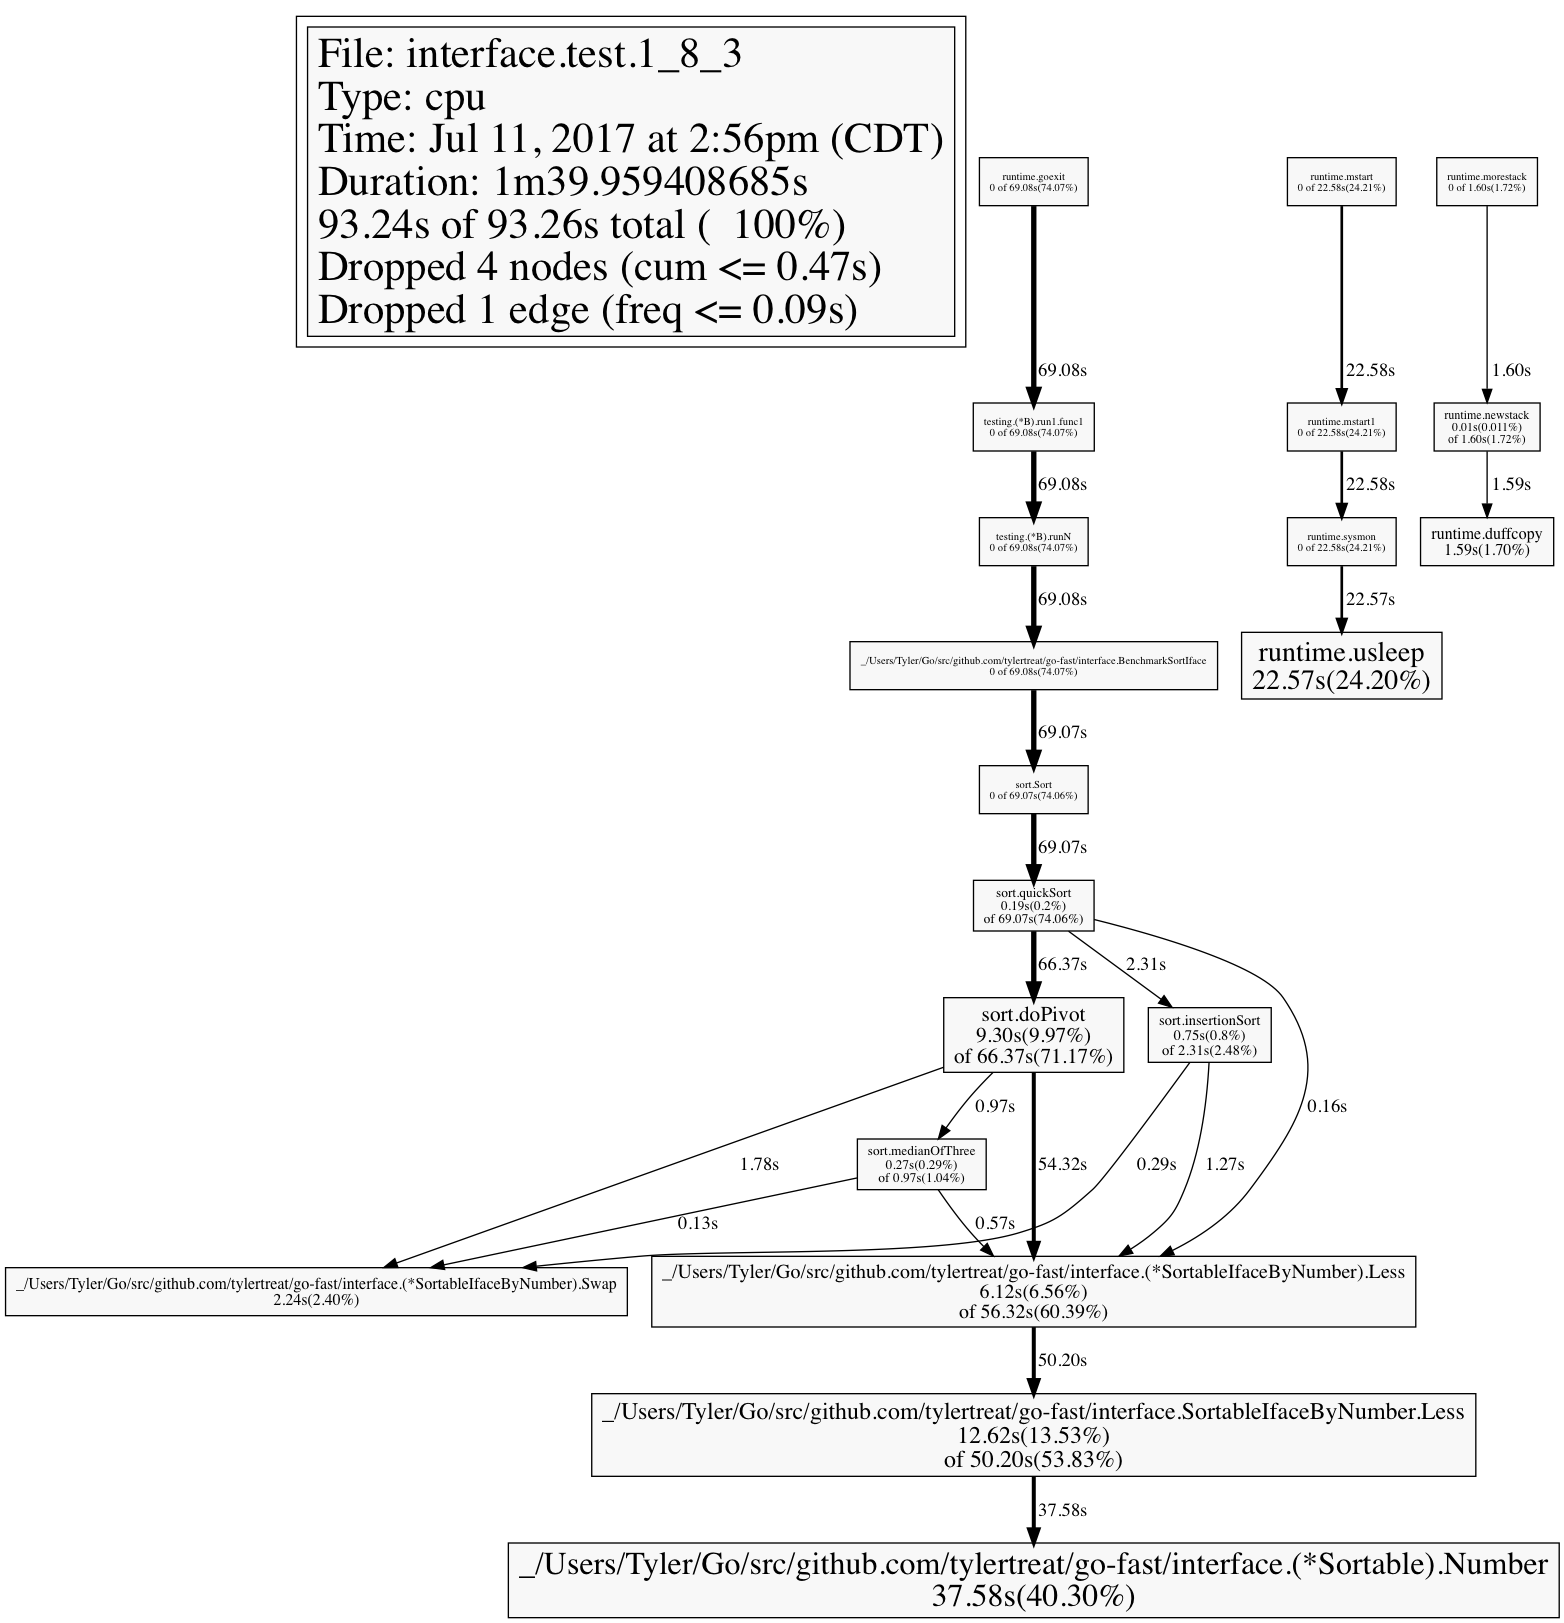 File: interface.test.1_8_3
Type: cpu
Time: Jul 11, 2017 at 2:56pm (CDT)
Duration: 1m39.959408685s
93.24s of 93.26s total (  100%)
Dropped 4 nodes (cum <= 0.47s)
Dropped 1 edge (freq <= 0.09s)
runtime.goexit
0 of 69.08s(74.07%)
runtime.mstart
0 of 22.58s(24.21%)
runtime.morestack
0 of 1.60s(1.72%)
69.08s
22.58s
1.60s
testing.(*B).run1.func1
0 of 69.08s(74.07%)
runtime.mstart1
0 of 22.58s(24.21%)
runtime.newstack
0.01s(0.011%)
of 1.60s(1.72%)
69.08s
22.58s
1.59s
testing.(*B).runN
0 of 69.08s(74.07%)
runtime.sysmon
0 of 22.58s(24.21%)
runtime.duffcopy
1.59s(1.70%)
69.08s
22.57s
_/Users/Tyler/Go/src/github.com/tylertreat/go-fast/interface.BenchmarkSortIface
0 of 69.08s(74.07%)
runtime.usleep
22.57s(24.20%)
69.07s
sort.Sort
0 of 69.07s(74.06%)
69.07s
sort.quickSort
0.19s(0.2%)
of 69.07s(74.06%)
66.37s
2.31s
sort.doPivot
9.30s(9.97%)
of 66.37s(71.17%)
sort.insertionSort
0.75s(0.8%)
of 2.31s(2.48%)
0.97s
0.16s
sort.medianOfThree
0.27s(0.29%)
of 0.97s(1.04%)
1.78s
54.32s
0.29s
1.27s
0.13s
0.57s
_/Users/Tyler/Go/src/github.com/tylertreat/go-fast/interface.(*SortableIfaceByNumber).Swap
2.24s(2.40%)
_/Users/Tyler/Go/src/github.com/tylertreat/go-fast/interface.(*SortableIfaceByNumber).Less
6.12s(6.56%)
of 56.32s(60.39%)
50.20s
_/Users/Tyler/Go/src/github.com/tylertreat/go-fast/interface.SortableIfaceByNumber.Less
12.62s(13.53%)
of 50.20s(53.83%)
37.58s
_/Users/Tyler/Go/src/github.com/tylertreat/go-fast/interface.(*Sortable).Number
37.58s(40.30%)